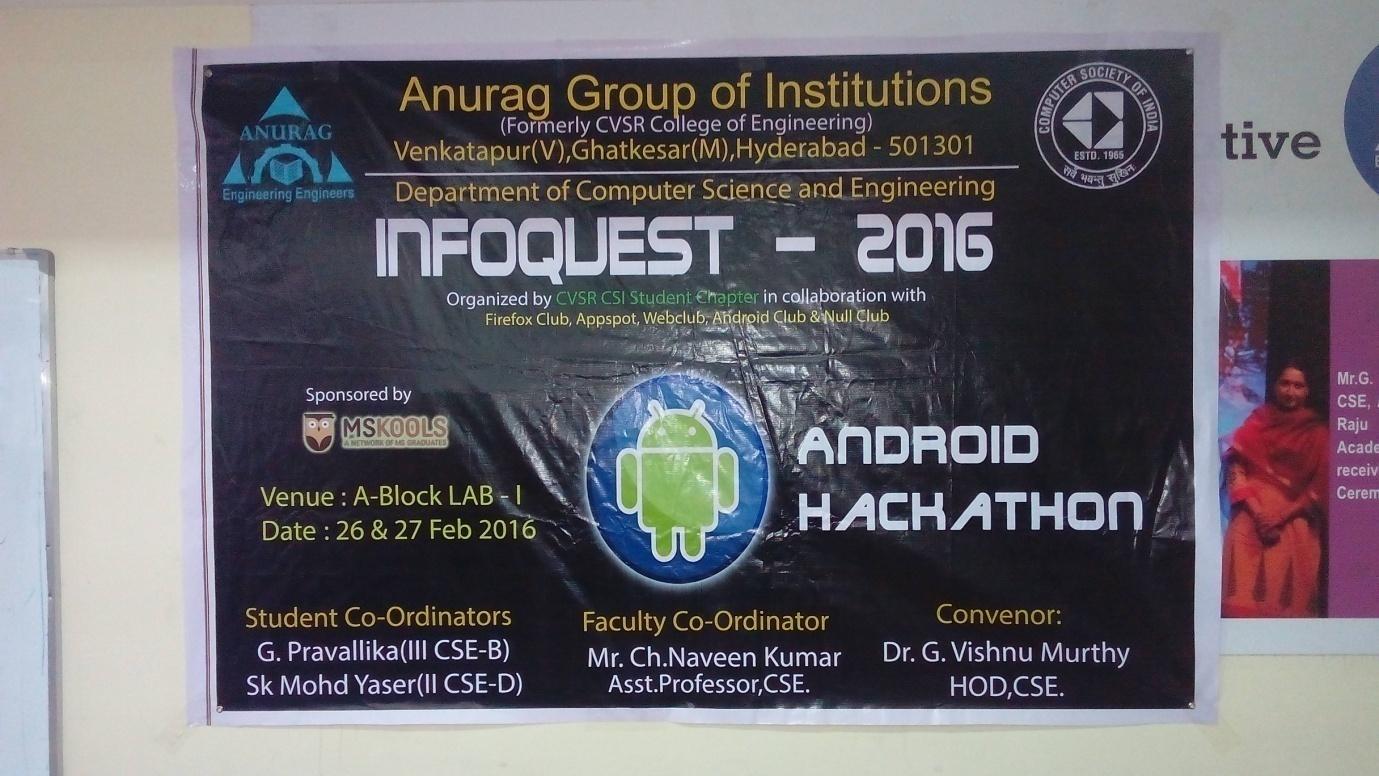 Anurag Group of Institutions
(Formerly CVSR College of Engineering)
Venkatapur(V),Ghatkesar(M),Hyderabad - 501301
ANURAG
Engineering Engineers
COMPUTER SOCIETY OF INDIA
ESTD. 1965
सर्वे भवन्तु सुखिनः
Department of Computer Science and Engineering
INFOQUEST - 2016
Organized by CVSR CSI Student Chapter in collaboration with
Firefox Club, Appspot, Webclub, Android Club & Null Club
Sponsored by
MSKOOLS
A NETWORK OF MS GRADUATES
Venue : A-Block LAB - I
Date : 26 & 27 Feb 2016
ANDROID
HACKATHON
Student Co-Ordinators
G. Pravallika(III CSE-B)
Sk Mohd Yaser(II CSE-D)
Faculty Co-Ordinator
Mr. Ch.Naveen Kumar
Asst.Professor,CSE.
Convenor:
Dr. G. Vishnu Murthy
HOD,CSE.
tive
Mr.G.
CSE,
Raju
Acade
receiv
Cerem